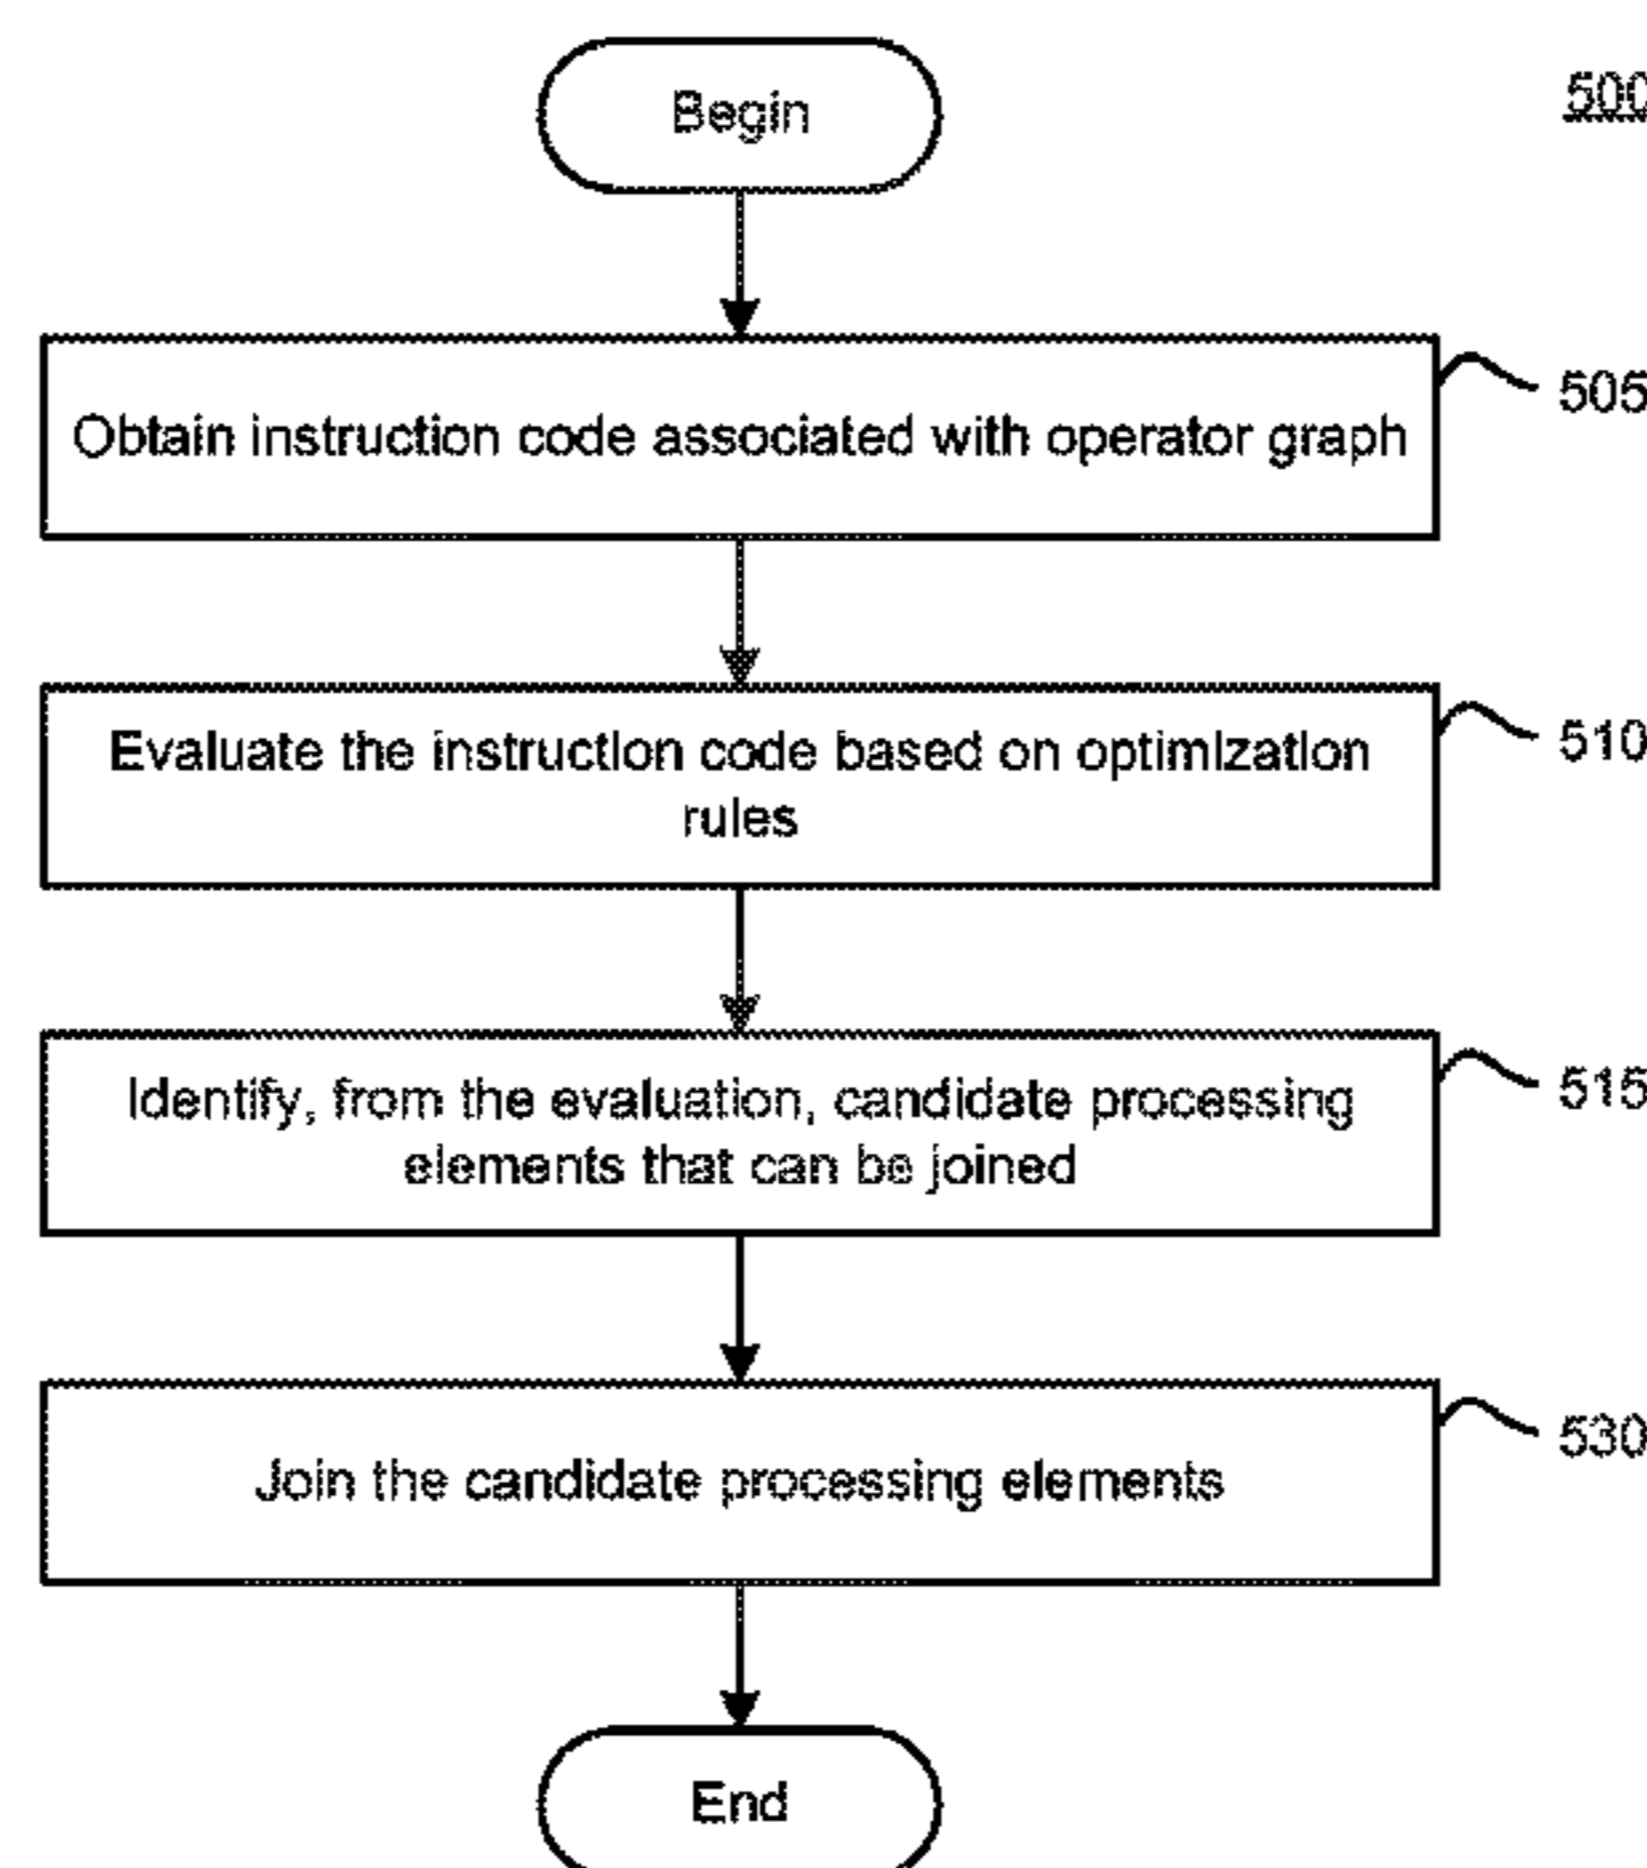 Begin
500
Obtain instruction code associated with operator graph
505
Evaluate the instruction code based on optimization
rules
510
Identify, from the evaluation, candidate processing
elements that can be joined
515
Join the candidate processing elements
530
End